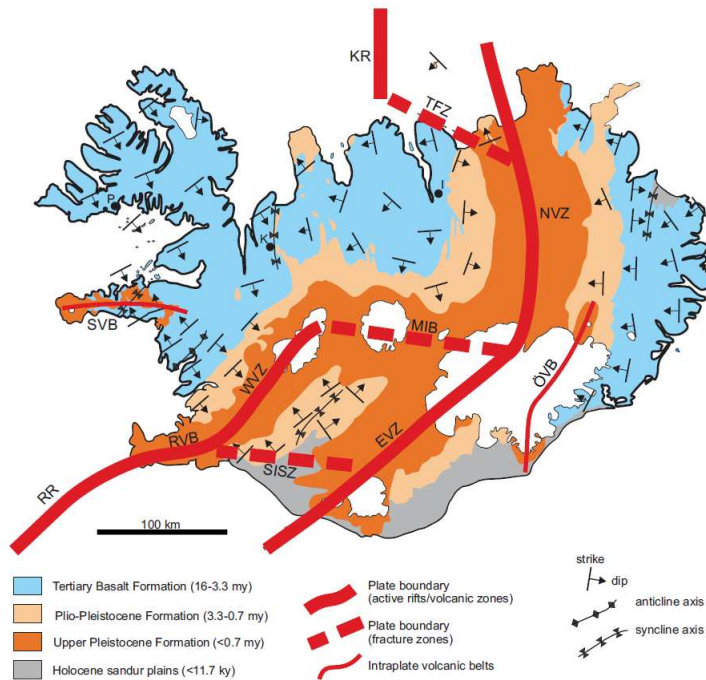 KR
TFZ
P
I
NVZ
K
SVB
MIB
WVZ
ÖVB
RVB
EVZ
SISZ
RR
100 km
Tertiary Basalt Formation (16-3.3 my)
Plio-Pleistocene Formation (3.3-0.7 my)
Upper Pleistocene Formation (<0.7 my)
Holocene sandur plains (<11.7 ky)
Plate boundary
(active rifts/volcanic zones)
Plate boundary
(fracture zones)
Intraplate volcanic belts
strike
dip
anticline axis
syncline axis